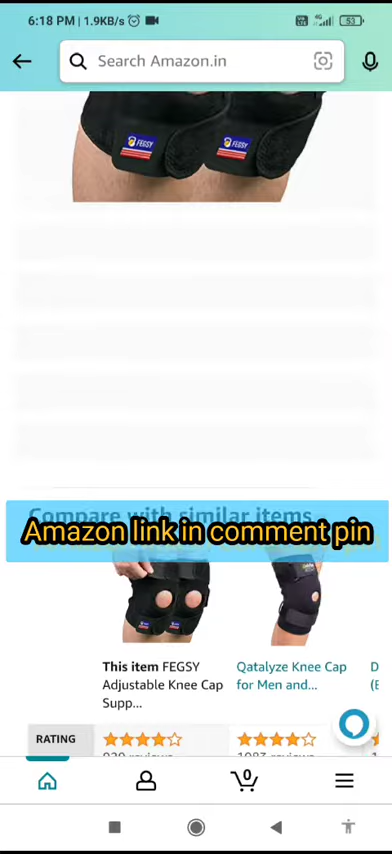 6:18 PM | 1.9KB/s
53
Search Amazon.in
FEGSY
FEGSY
Compare with similar items
Amazon link in comment pin
This item FEGSY
Adjustable Knee Cap
Supp...
Qatalyze Knee Cap
for Men and...
D
(E
RATING
0